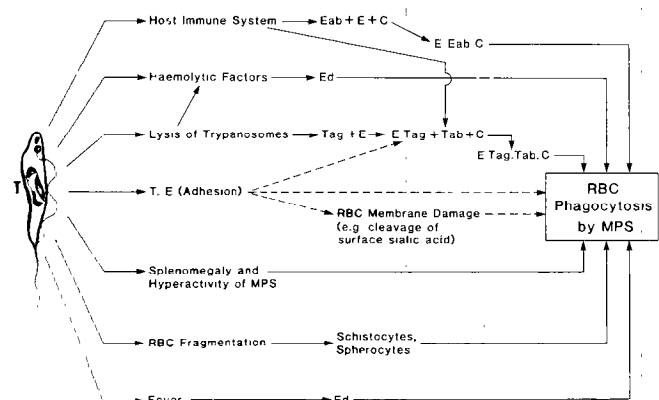 Host Immune System Eab + E + C
E Eab C
Haemolytic Factors Ed
Lysis of Trypanosomes Tag + E E Tag + Tab + C
E Tag.Tab.C
T
T. E (Adhesion)
RBC
Phagocytosis
by MPS
RBC Membrane Damage
(e.g cleavage of
surface sialic acid)
Splenomegaly and
Hyperactivity of MPS
RBC Fragmentation Schistocytes,
Spherocytes
Fever Ed